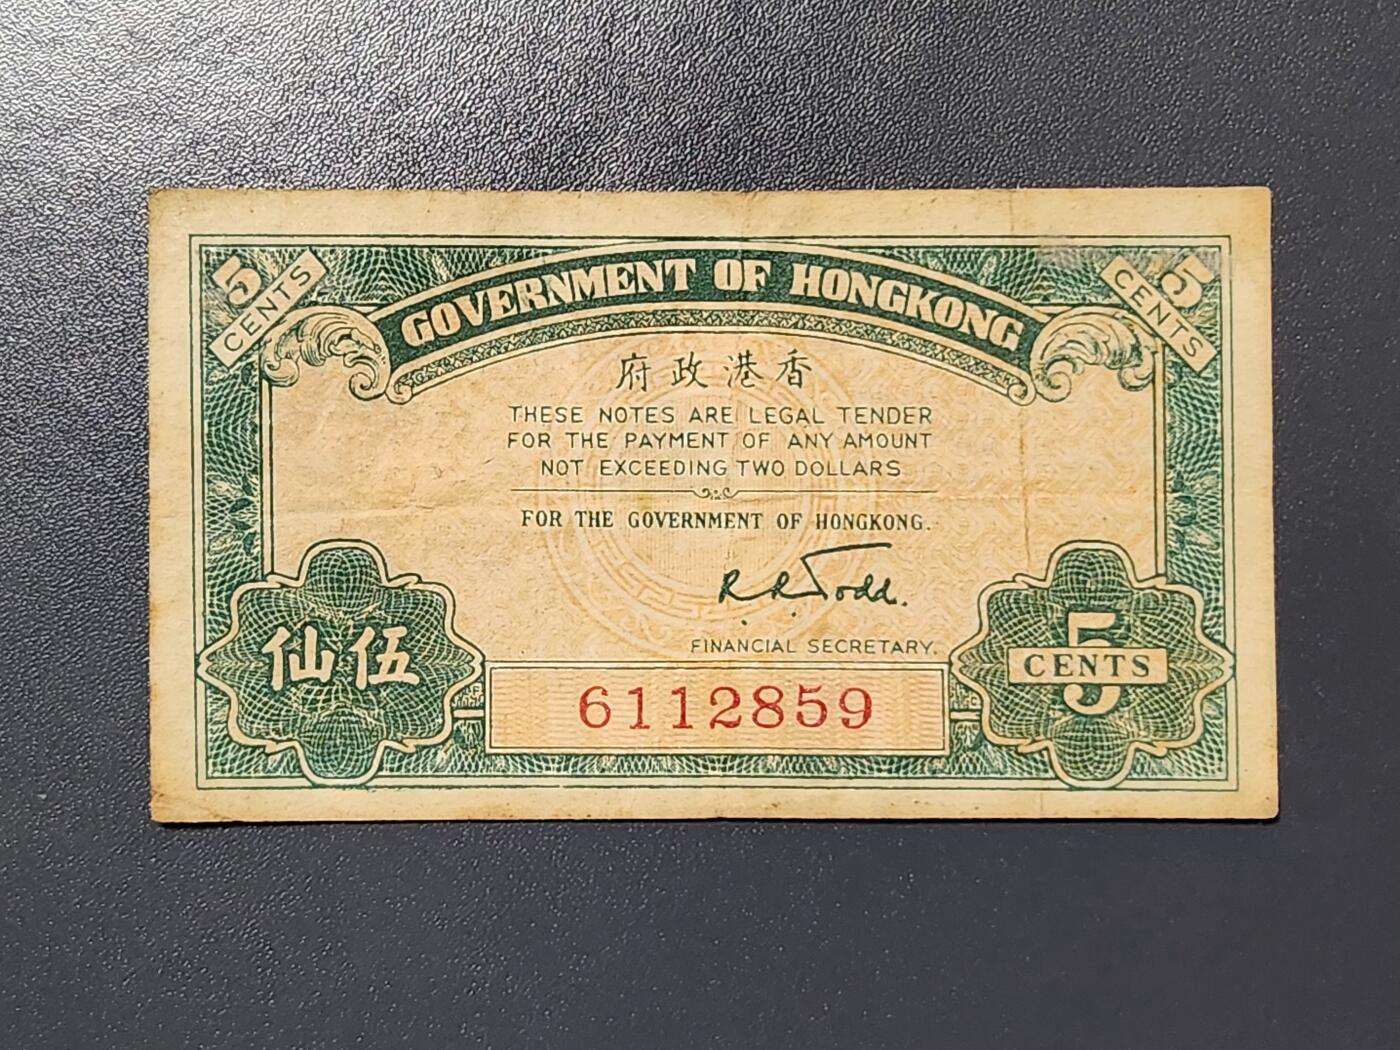 5
CENTS
GOVERNMENT OF HONGKONG
5
CENTS
府政港香
THESE NOTES ARE LEGAL TENDER
FOR THE PAYMENT OF ANY AMOUNT
NOT EXCEEDING TWO DOLLARS
FOR THE GOVERNMENT OF HONGKONG.
R.R.Todd.
FINANCIAL SECRETARY.
仙伍
6112859
5
CENTS